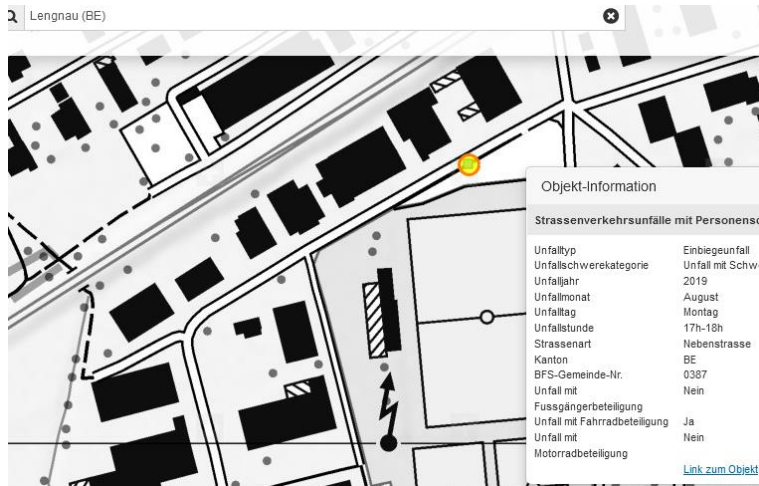 Lengnau (BE)
Objekt-Information
Strassenverkehrsunfälle mit
Unfalltyp Einbiegeunfall
Unfallschwerekategorie Unfall mit
Unfalljahr 2019
Unfallmonat August
Unfalltag Montag
Unfallstunde 17h-18h
Strassenart Nebenstrasse
Kanton BE
BFS-Gemeinde-Nr. 0387
Unfall mit Nein
Fussgängerbeteiligung
Unfall mit Fahrradbeteiligung Ja
Unfall mit Nein
Motorradbeteiligung
Link zum Objekt